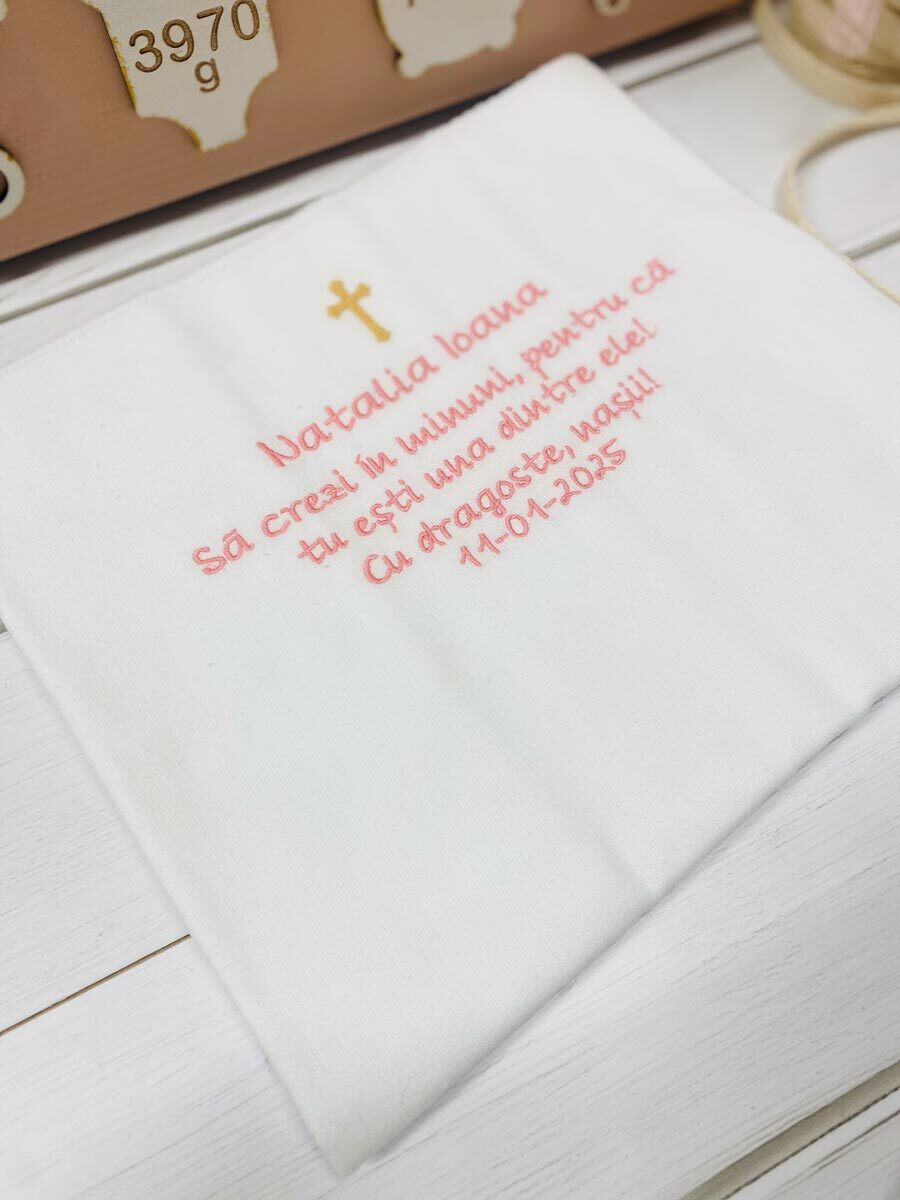 3970
g
Natalia Ioana
Să crezi în minuni, pentru că
tu ești una dintre ele!
Cu dragoste, nașii!
11-01-2025